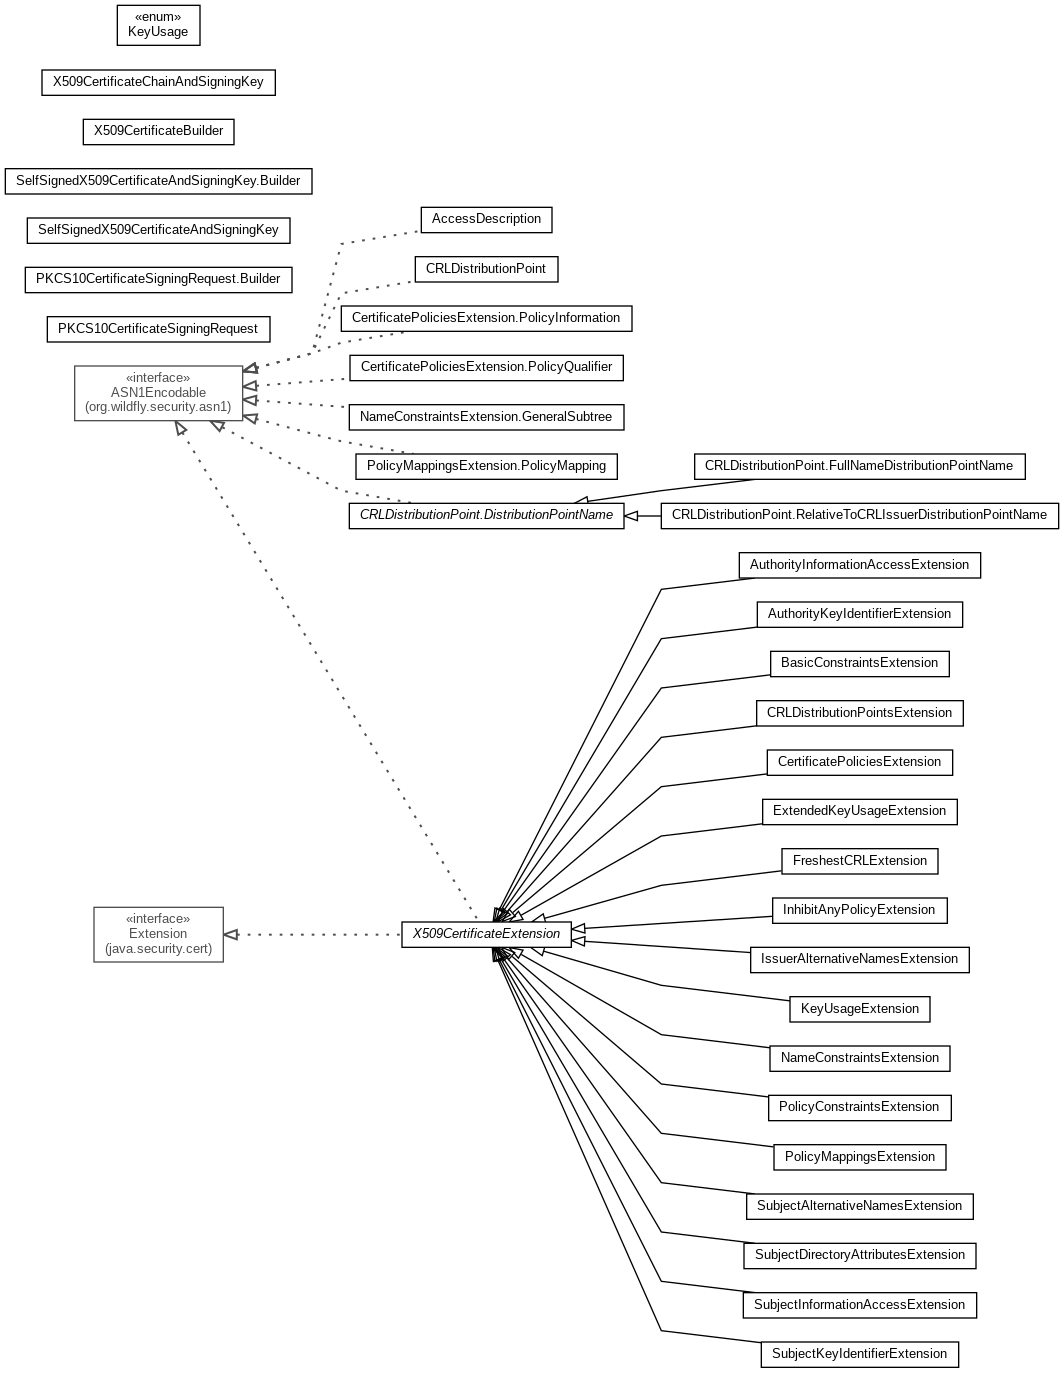 «enum»
KeyUsage
X509CertificateChainAndSigningKey
X509CertificateBuilder
SelfSignedX509CertificateAndSigningKey.Builder
SelfSignedX509CertificateAndSigningKey
PKCS10CertificateSigningRequest.Builder
PKCS10CertificateSigningRequest
«interface»
ASN1Encodable
(org.wildfly.security.asn1)
AccessDescription
CRLDistributionPoint
CertificatePoliciesExtension.PolicyInformation
CertificatePoliciesExtension.PolicyQualifier
NameConstraintsExtension.GeneralSubtree
PolicyMappingsExtension.PolicyMapping
CRLDistributionPoint.DistributionPointName
CRLDistributionPoint.FullNameDistributionPointName
CRLDistributionPoint.RelativeToCRLIssuerDistributionPointName
«interface»
Extension
(java.security.cert)
X509CertificateExtension
AuthorityInformationAccessExtension
AuthorityKeyIdentifierExtension
BasicConstraintsExtension
CRLDistributionPointsExtension
CertificatePoliciesExtension
ExtendedKeyUsageExtension
FreshestCRLExtension
InhibitAnyPolicyExtension
IssuerAlternativeNamesExtension
KeyUsageExtension
NameConstraintsExtension
PolicyConstraintsExtension
PolicyMappingsExtension
SubjectAlternativeNamesExtension
SubjectDirectoryAttributesExtension
SubjectInformationAccessExtension
SubjectKeyIdentifierExtension